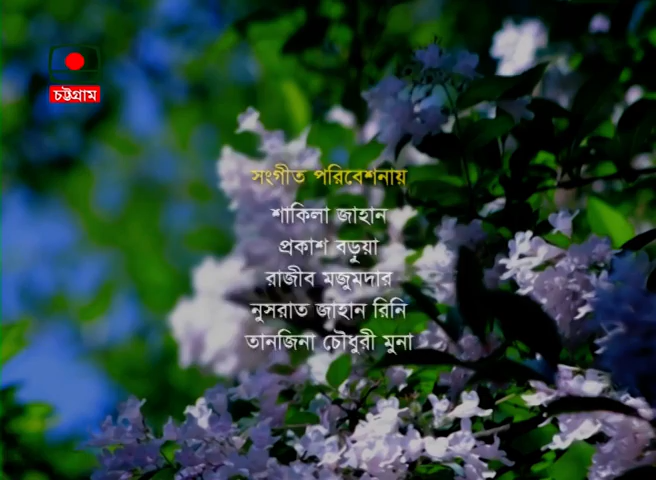 চট্টগ্রাম
সংগীত পরিবেশনায়
শাকিলা জাহান
প্রকাশ বড়ুয়া
রাজীব মজুমদার
নুসরাত জাহান রিনি
তানজিনা চৌধুরী মুনা